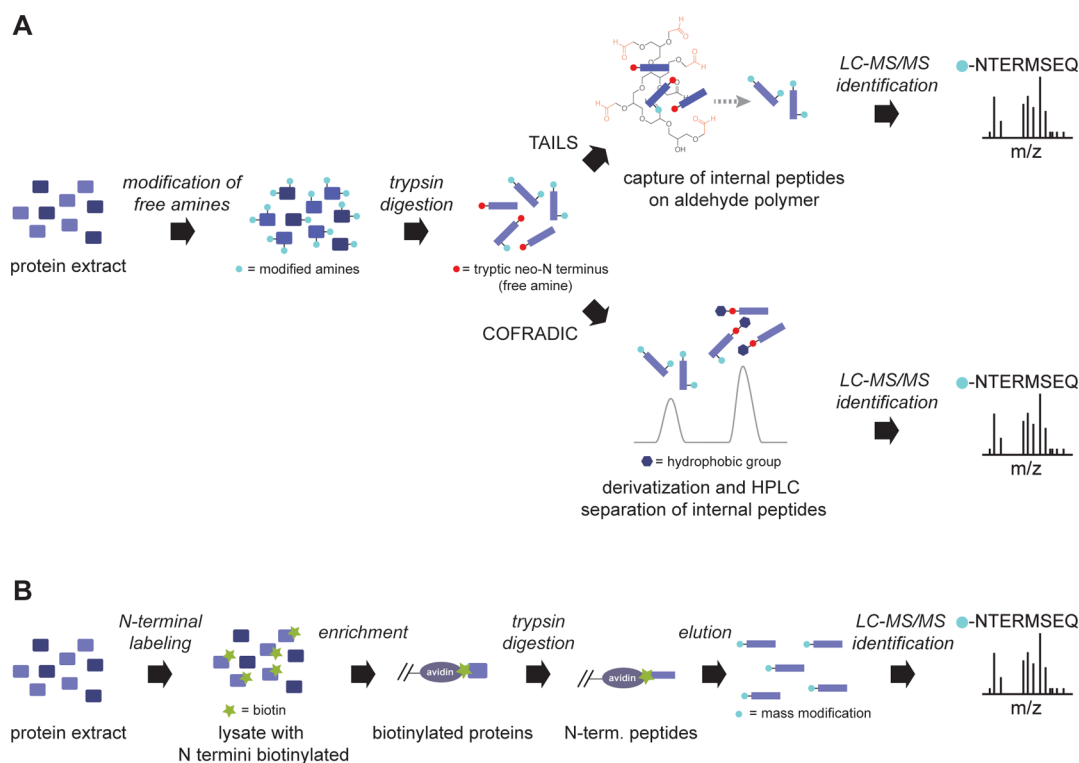 A
modification of
free amines
protein extract
= modified amines
trypsin
digestion
= tryptic neo-N terminus
(free amine)
TAILS
H
O
O
O
O
H
O
O
O
H
O
O
O
H
O
O
O
O
H
O
O
O
H
OH
capture of internal peptides
on aldehyde polymer
LC-MS/MS
identification
-NTERMSEQ
m/z
COFRADIC
= hydrophobic group
derivatization and HPLC
separation of internal peptides
LC-MS/MS
identification
-NTERMSEQ
m/z
B
N-terminal
labeling
protein extract
= biotin
lysate with
N termini biotinylated
enrichment
avidin
biotinylated proteins
trypsin
digestion
avidin
N-term. peptides
elution
= mass modification
LC-MS/MS
identification
-NTERMSEQ
m/z